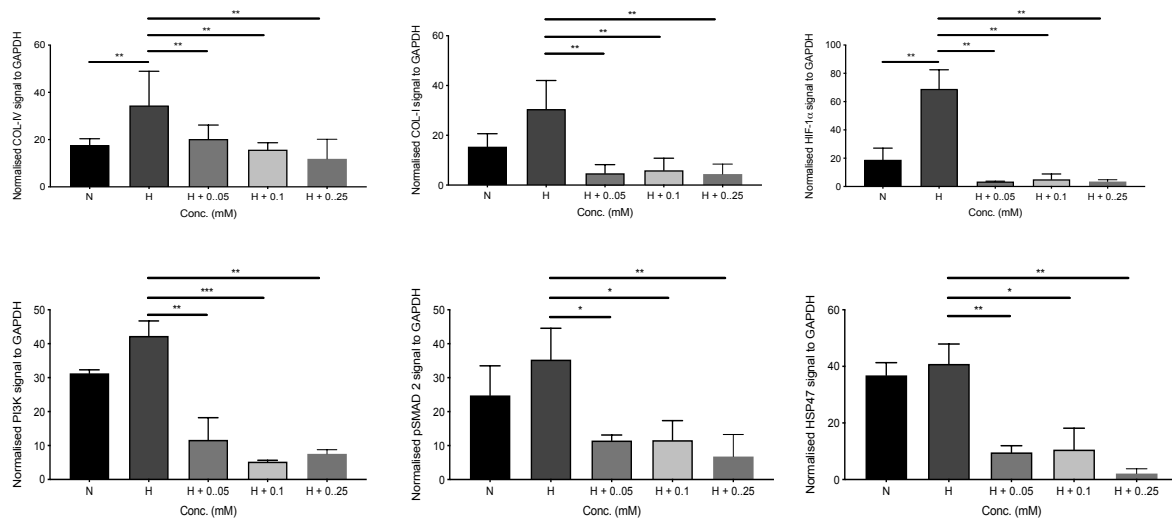 **
**
**
**
Normalised COL-IV signal to GAPDH
60
40
20
0
N H H + 0..05 H + 0.1 H + 0..25
Conc. (mM)
**
**
**
Normalised COL-I signal to GAPDH
60
40
20
0
N H H + 0..05 H + 0.1 H + 0..25
Conc. (mM)
**
**
**
**
Normalised HIF-1α signal to GAPDH
100
80
60
40
20
0
N H H + 0..05 H + 0.1 H + 0..25
Conc. (mM)
**
***
**
Normalised PI3K signal to GAPDH
50
40
30
20
10
0
N H H + 0..05 H + 0.1 H + 0..25
Conc. (mM)
**
*
*
Normalised pSMAD 2 signal to GAPDH
50
40
30
20
10
0
N H H + 0..05 H + 0.1 H + 0..25
Conc. (mM)
**
*
**
Normalised HSP47 signal to GAPDH
60
40
20
0
N H H + 0..05 H + 0.1 H + 0..25
Conc. (mM)